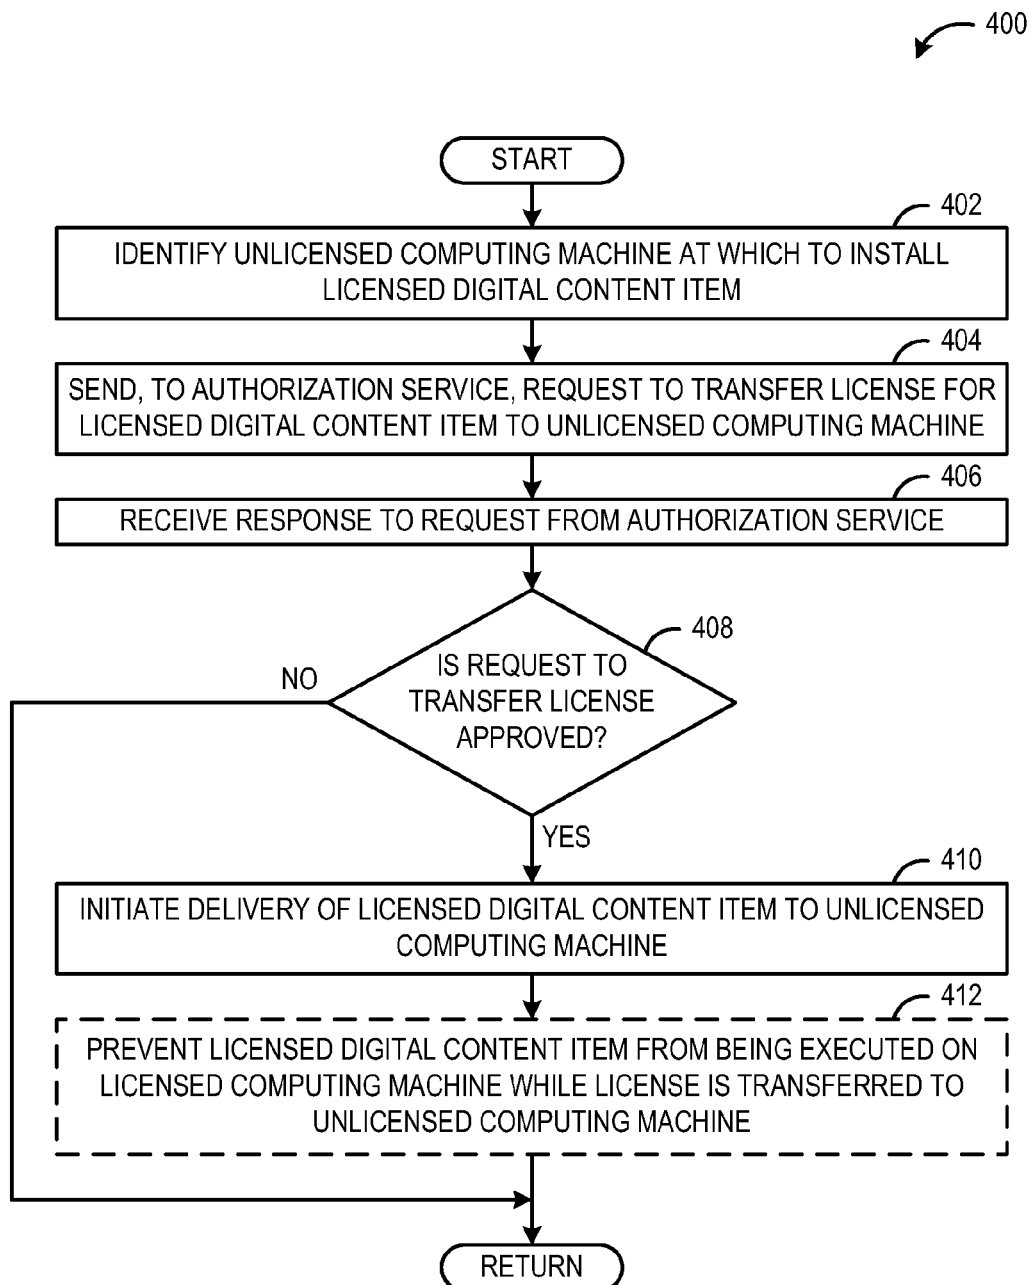 400
START
402
IDENTIFY UNLICENSED COMPUTING MACHINE AT WHICH TO INSTALL
LICENSED DIGITAL CONTENT ITEM
404
SEND, TO AUTHORIZATION SERVICE, REQUEST TO TRANSFER LICENSE FOR
LICENSED DIGITAL CONTENT ITEM TO UNLICENSED COMPUTING MACHINE
406
RECEIVE RESPONSE TO REQUEST FROM AUTHORIZATION SERVICE
408
IS REQUEST TO
TRANSFER LICENSE
APPROVED?
NO
YES
410
INITIATE DELIVERY OF LICENSED DIGITAL CONTENT ITEM TO UNLICENSED
COMPUTING MACHINE
412
PREVENT LICENSED DIGITAL CONTENT ITEM FROM BEING EXECUTED ON
LICENSED COMPUTING MACHINE WHILE LICENSE IS TRANSFERRED TO
UNLICENSED COMPUTING MACHINE
RETURN